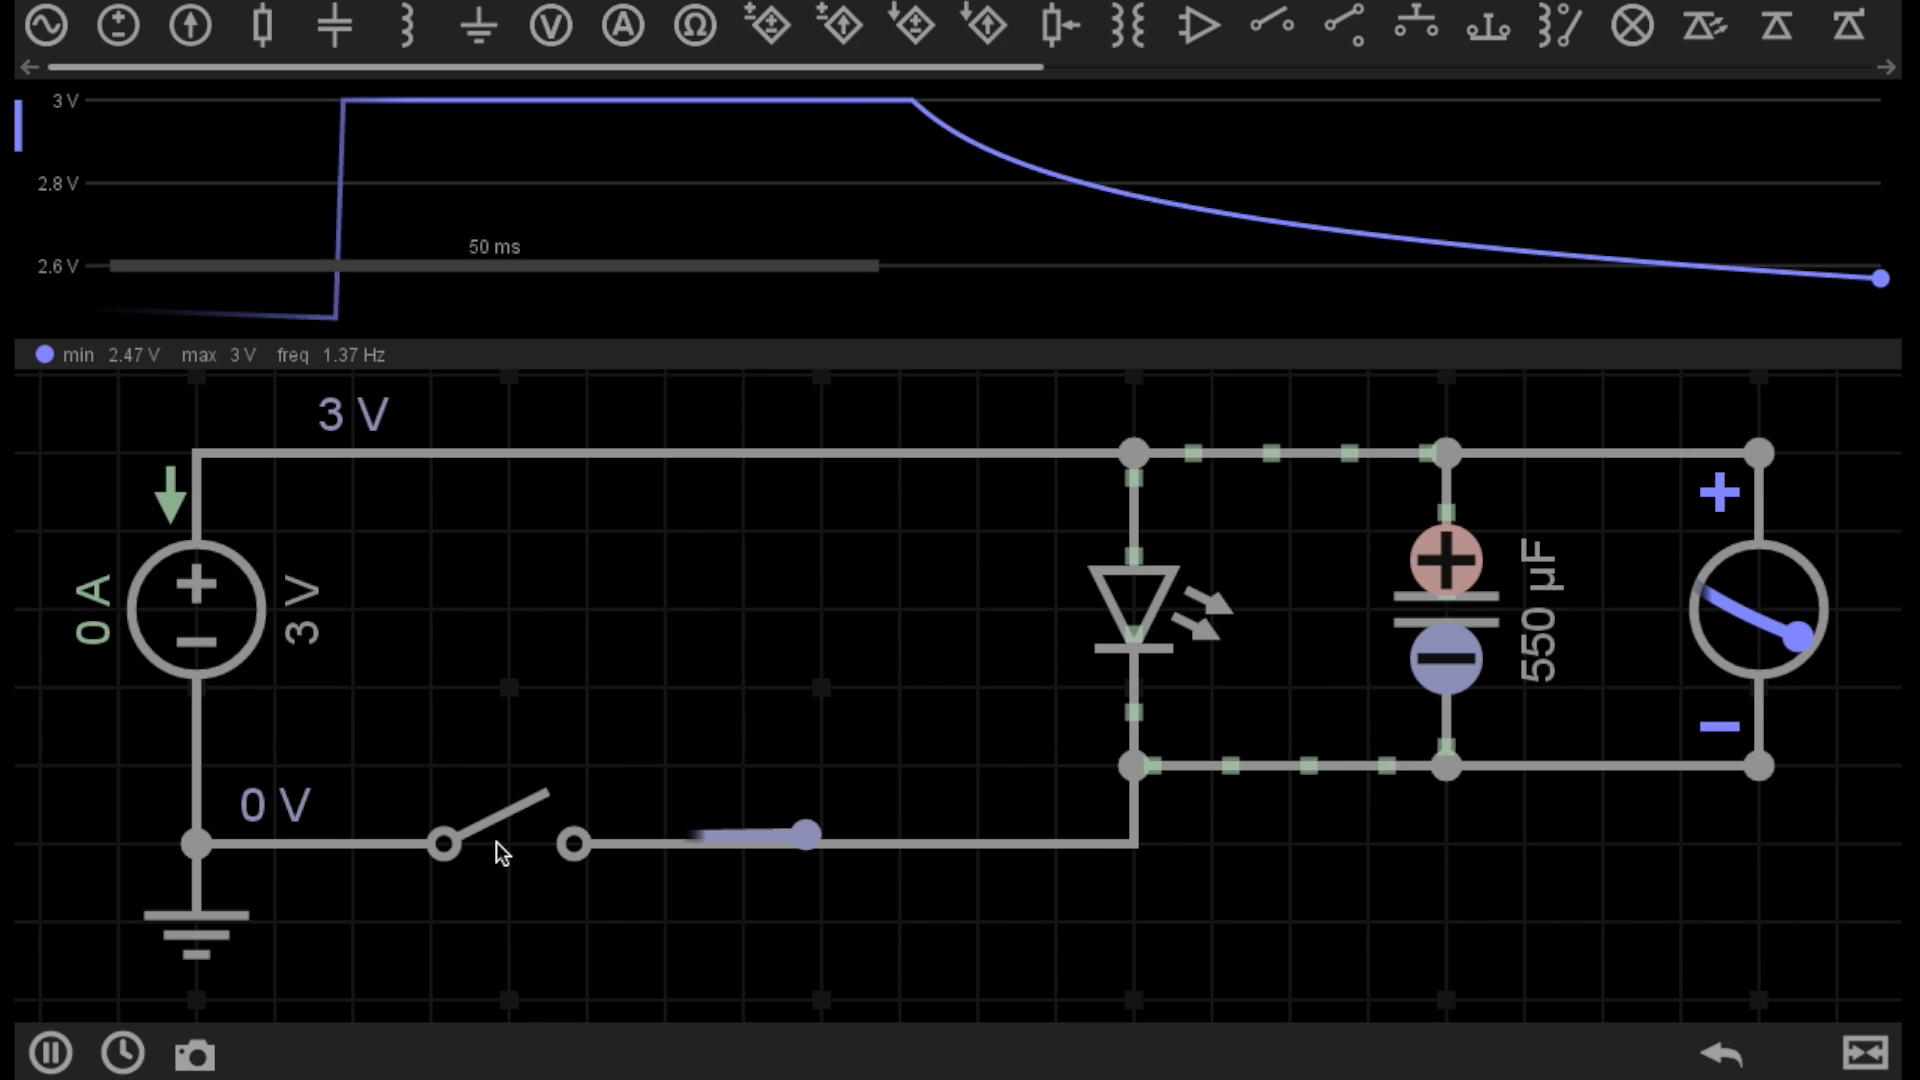 V A Ω
3 V
2.8 V
50 ms
2.6 V
min 2.47 V max 3 V freq 1.37 Hz
3 V
0 A
3 V
550 µF
0 V